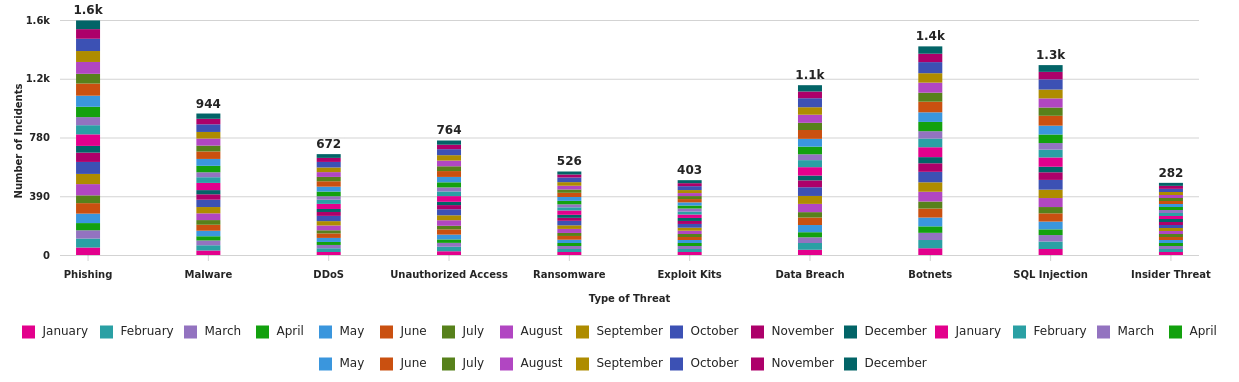 1.6k
1.6k
1.4k
1.3k
1.2k
1.1k
944
780
764
672
526
403
390
282
0
Number of Incidents
Phishing Malware DDoS Unauthorized Access Ransomware Exploit Kits Data Breach Botnets SQL Injection Insider Threat
Type of Threat
January February March April May June July August September October November December January February March April
May June July August September October November December